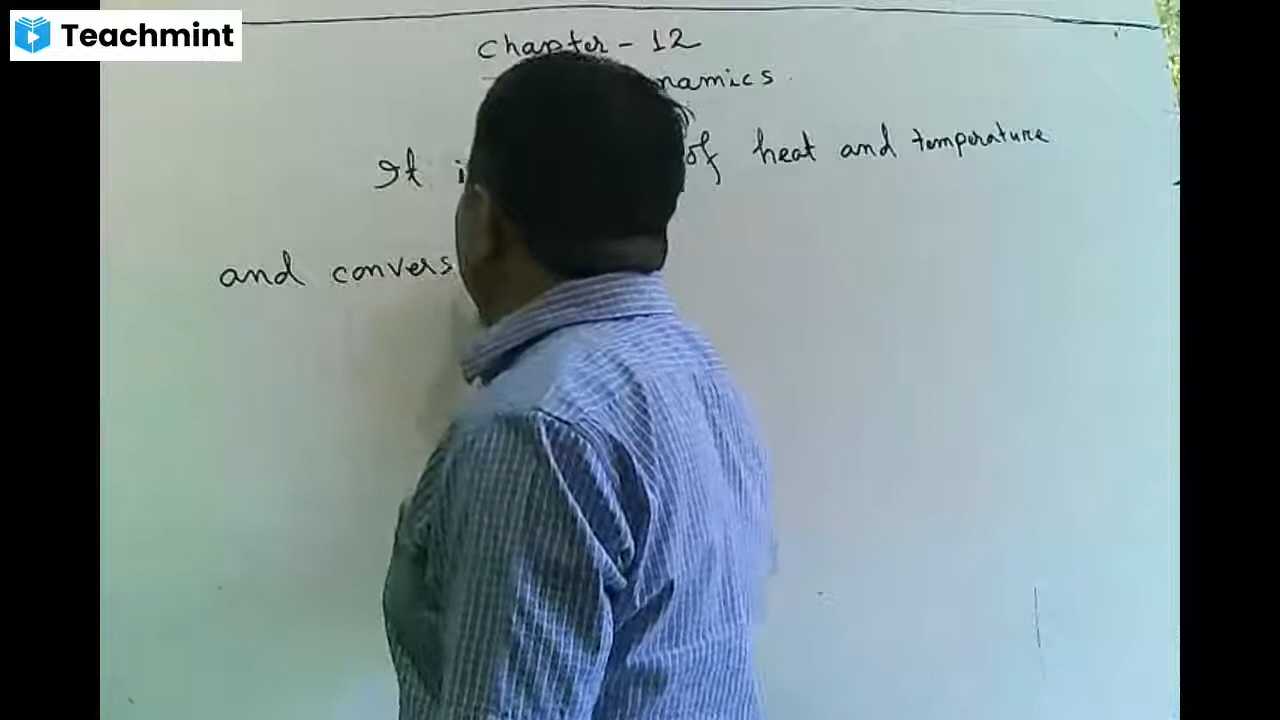 Teachmint
Chapter - 12
namics
It i of heat and temperature
and convers